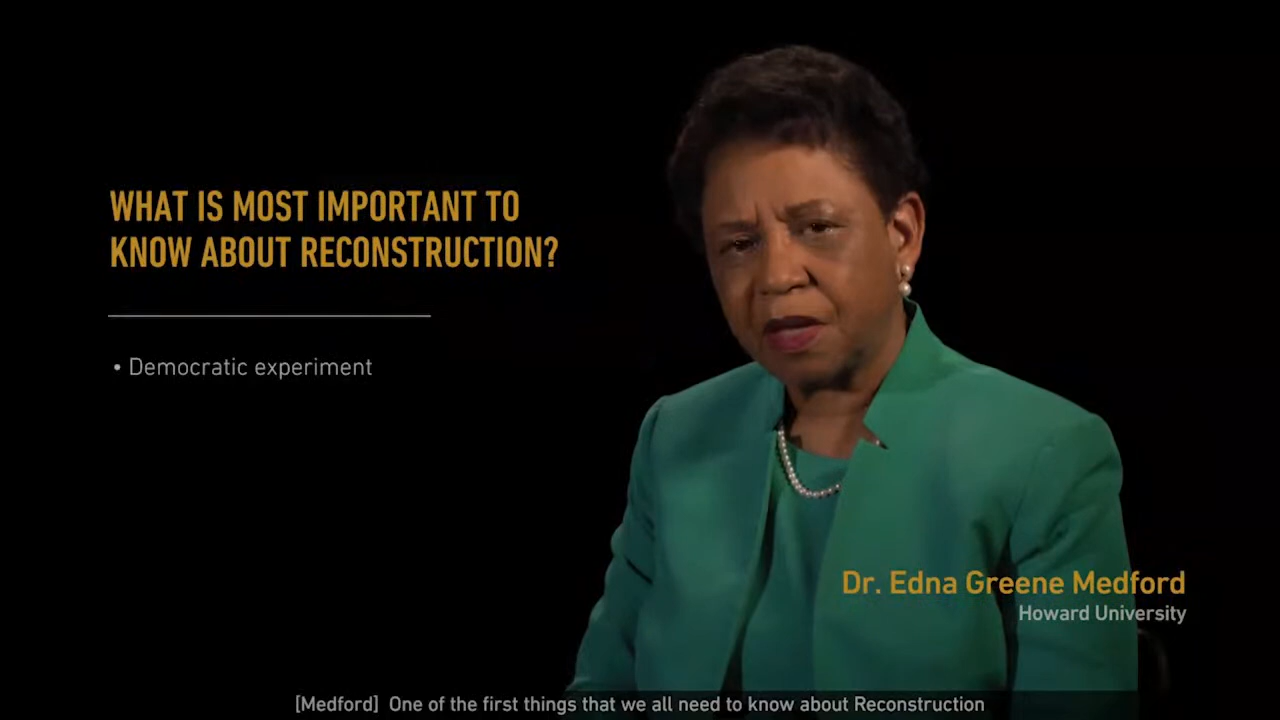 WHAT IS MOST IMPORTANT TO
KNOW ABOUT RECONSTRUCTION?
• Democratic experiment
Dr. Edna Greene Medford
Howard University
[Medford] One of the first things that we all need to know about Reconstruction